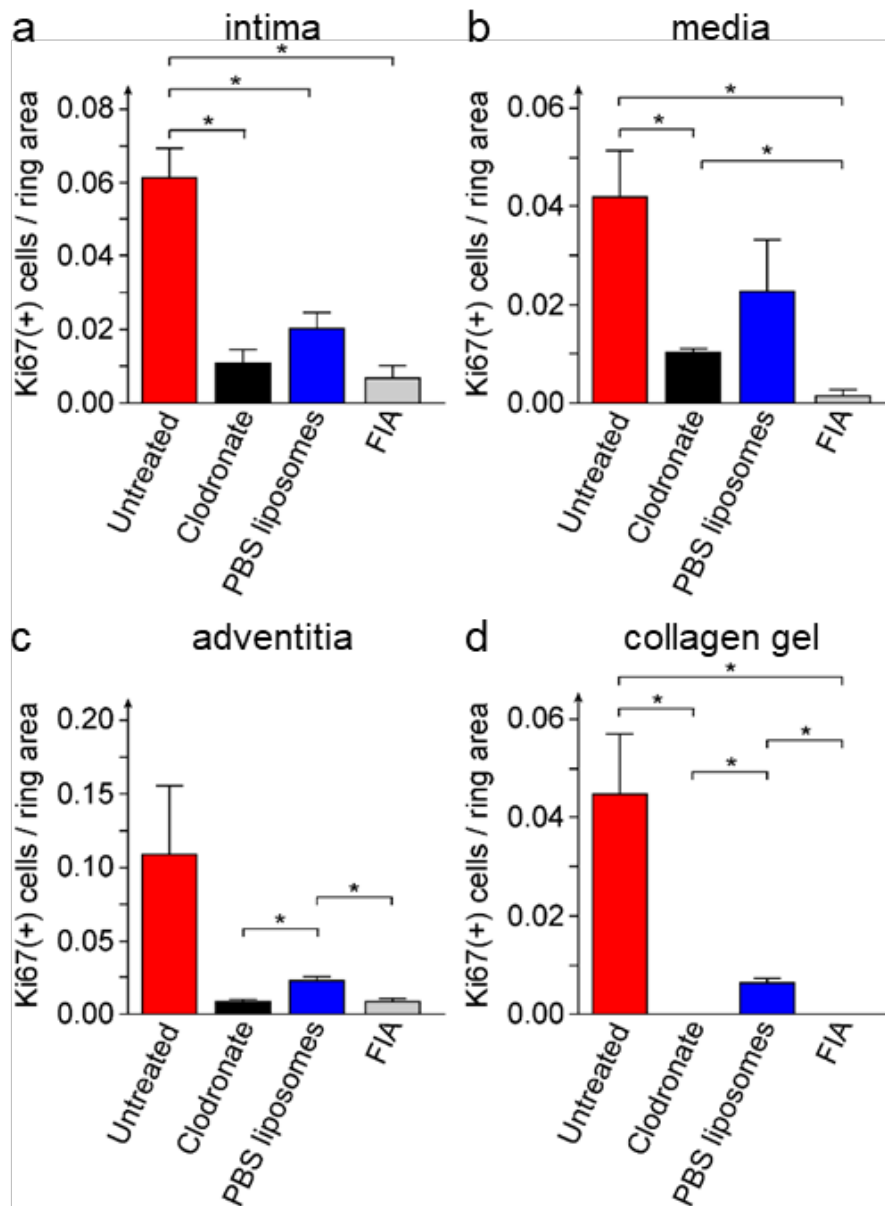 a intima
Ki67(+) cells / ring area
0.08
0.06
0.04
0.02
0.00
*
*
*
Untreated
Clodronate
PBS liposomes
FIA
b media
Ki67(+) cells / ring area
0.06
0.04
0.02
0.00
*
*
*
Untreated
Clodronate
PBS liposomes
FIA
c adventitia
Ki67(+) cells / ring area
0.20
0.15
0.10
0.05
0.00
*
*
Untreated
Clodronate
PBS liposomes
FIA
d collagen gel
Ki67(+) cells / ring area
0.06
0.04
0.02
0.00
*
*
*
*
Untreated
Clodronate
PBS liposomes
FIA